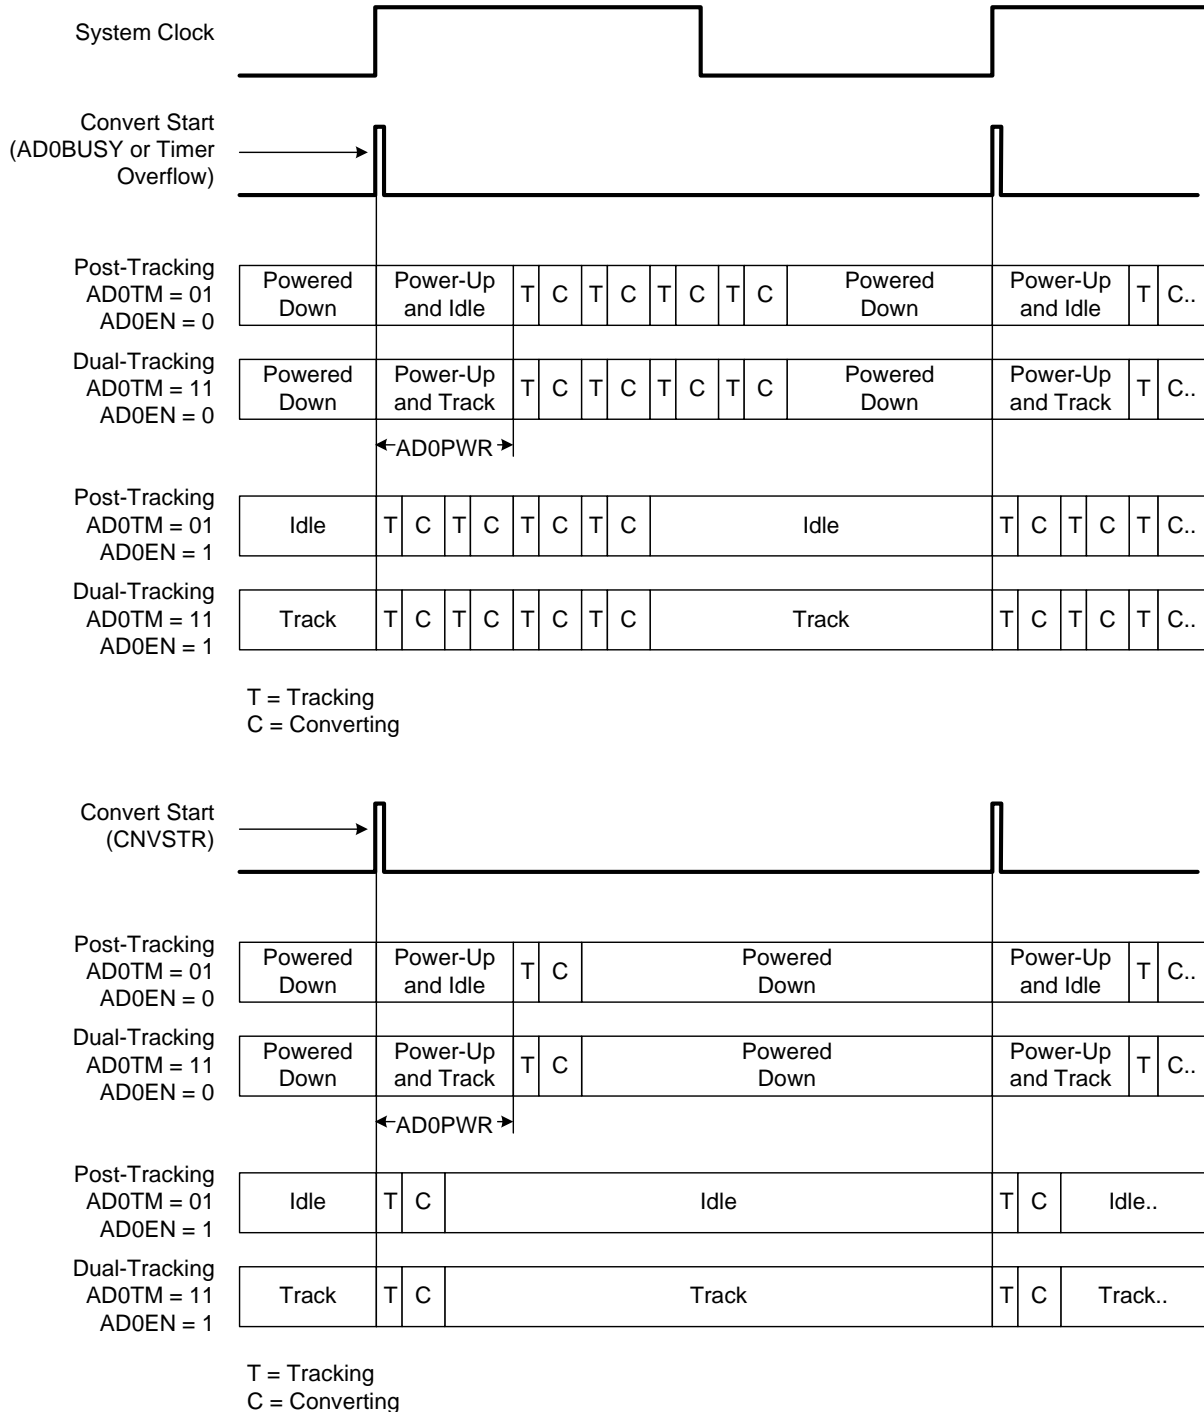 System Clock
Convert Start
(AD0BUSY or Timer
Overflow)
Post-Tracking
AD0TM = 01
AD0EN = 0
Powered
Down
Power-Up
and Idle
T C T C T C T C
Powered
Down
Power-Up
and Idle
T C..
Dual-Tracking
AD0TM = 11
AD0EN = 0
Powered
Down
Power-Up
and Track
T C T C T C T C
Powered
Down
Power-Up
and Track
T C..
AD0PWR
Post-Tracking
AD0TM = 01
AD0EN = 1
Idle T C T C T C T C Idle T C T C T C..
Dual-Tracking
AD0TM = 11
AD0EN = 1
Track T C T C T C T C Track T C T C T C..
T = Tracking
C = Converting
Convert Start
(CNVSTR)
Post-Tracking
AD0TM = 01
AD0EN = 0
Powered
Down
Power-Up
and Idle
T C
Powered
Down
Power-Up
and Idle
T C..
Dual-Tracking
AD0TM = 11
AD0EN = 0
Powered
Down
Power-Up
and Track
T C
Powered
Down
Power-Up
and Track
T C..
AD0PWR
Post-Tracking
AD0TM = 01
AD0EN = 1
Idle T C Idle T C Idle..
Dual-Tracking
AD0TM = 11
AD0EN = 1
Track T C Track T C Track..
T = Tracking
C = Converting